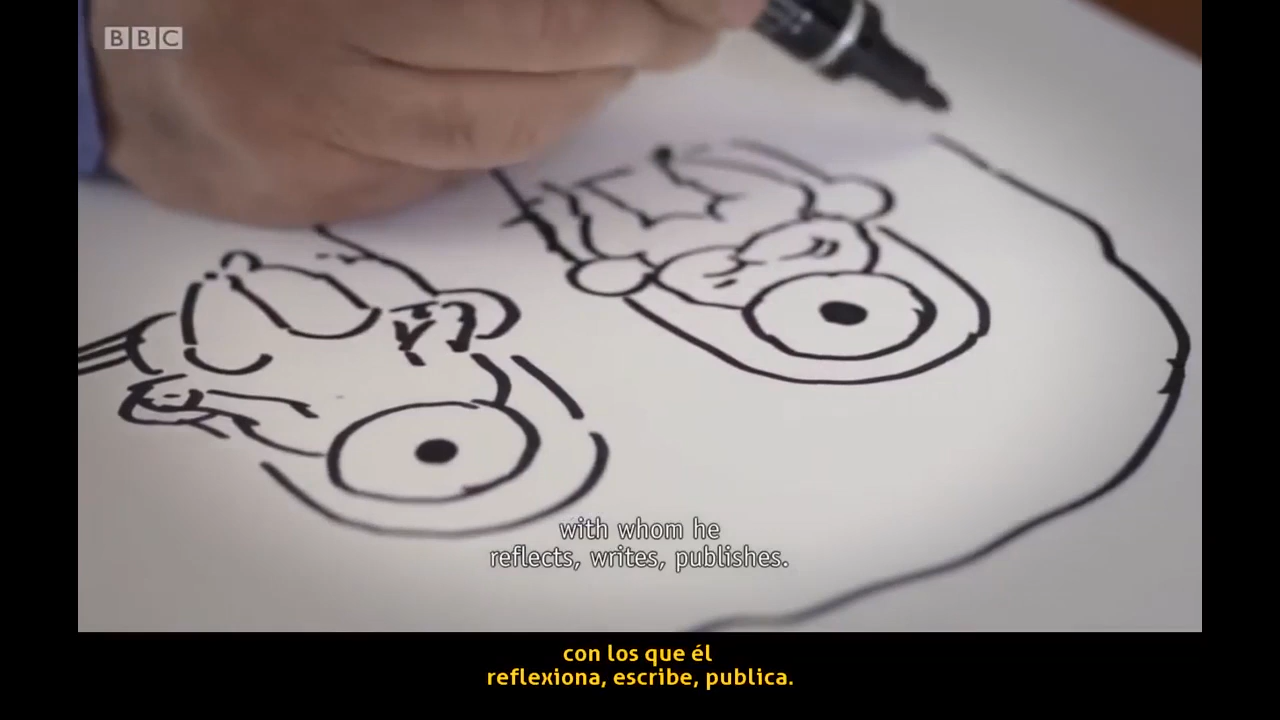 BBC
with whom he
reflects, writes, publishes.
con los que él
reflexiona, escribe, publica.